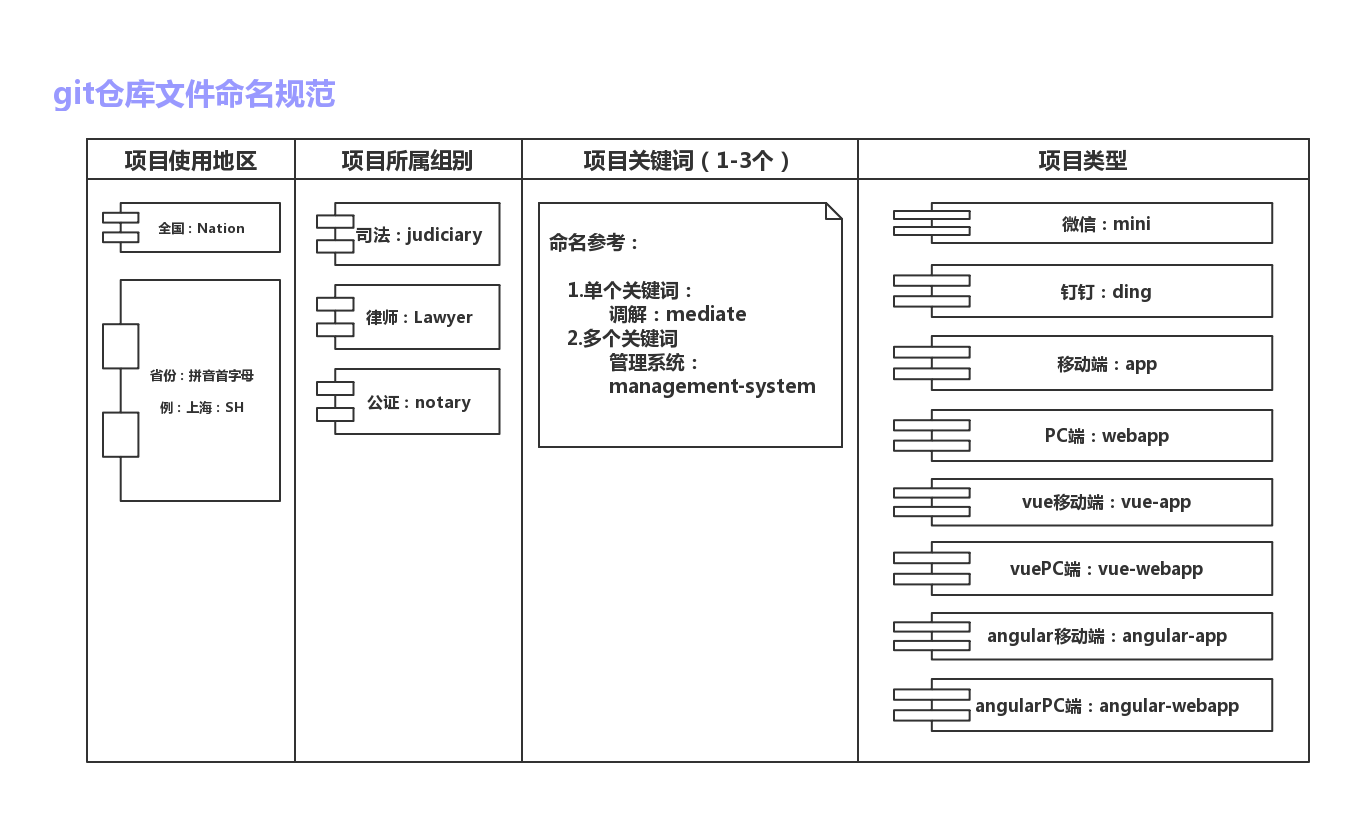 git仓库文件命名规范
项目使用地区
项目所属组别
项目关键词（1-3个）
项目类型
全国：Nation
省份：拼音首字母
例：上海：SH
司法：judiciary
律师：Lawyer
公证：notary
命名参考：
1.单个关键词：
调解：mediate
2.多个关键词
管理系统：
management-system
微信：mini
钉钉：ding
移动端：app
PC端：webapp
vue移动端：vue-app
vuePC端：vue-webapp
angular移动端：angular-app
angularPC端：angular-webapp